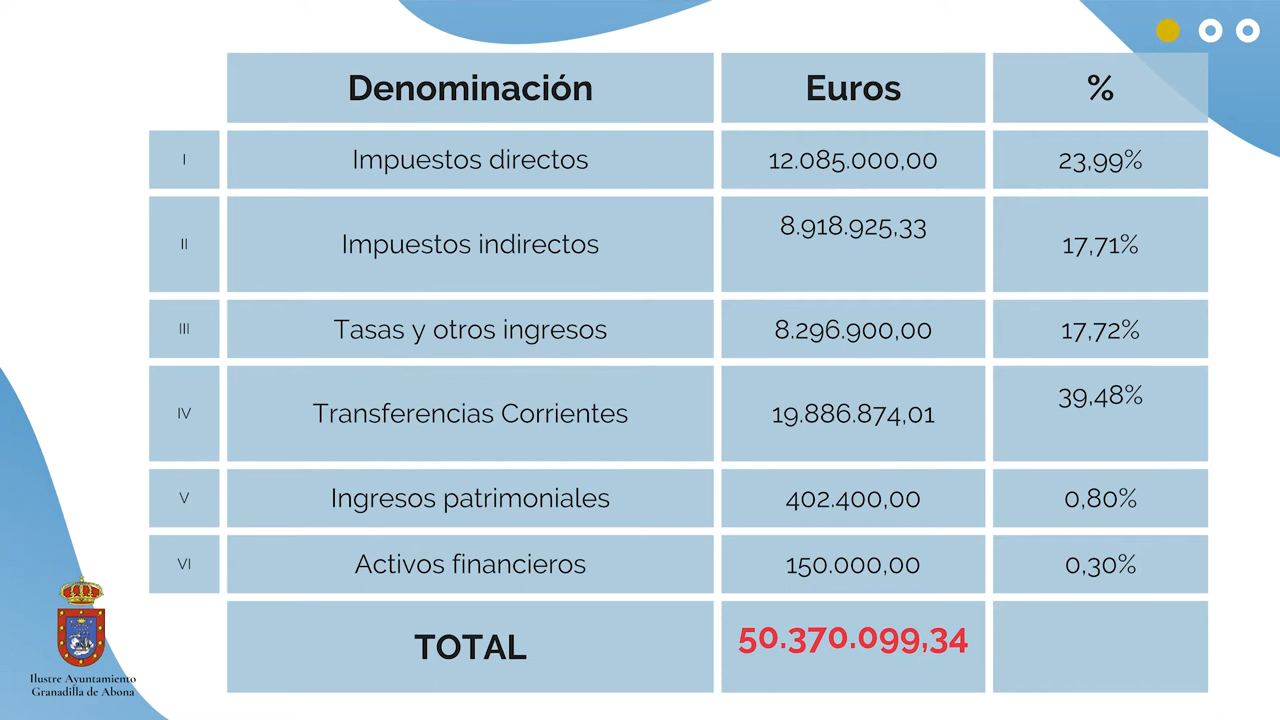 Denominación Euros %
I Impuestos directos 12.085.000,00 23,99%
II Impuestos indirectos 8.918.925,33 17,71%
III Tasas y otros ingresos 8.296.900,00 17,72%
IV Transferencias Corrientes 19.886.874,01 39,48%
V Ingresos patrimoniales 402.400,00 0,80%
VI Activos financieros 150.000,00 0,30%
TOTAL 50.370.099,34
Ilustre Ayuntamiento
Granadilla de Abona